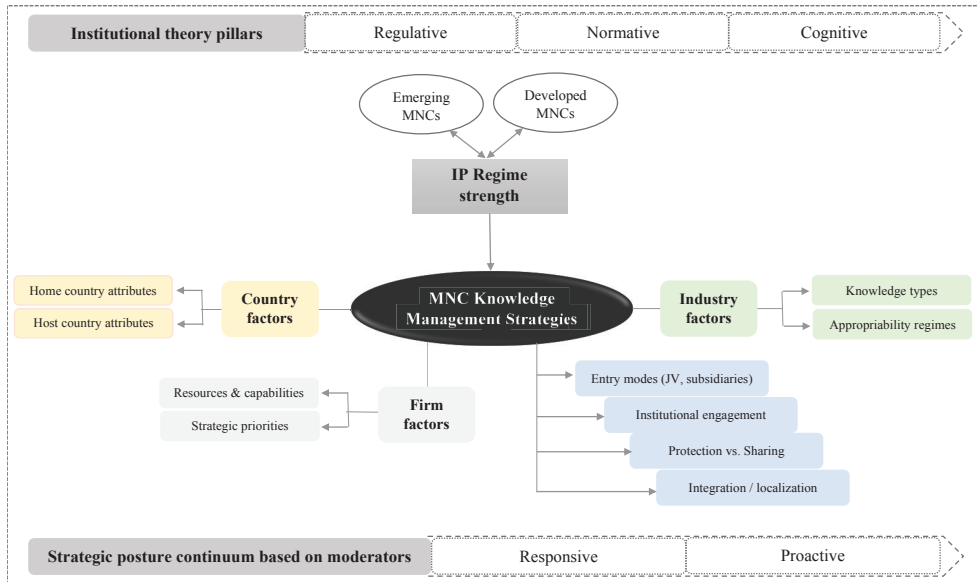 Institutional theory pillars
Regulative
Normative
Cognitive
Emerging
MNCs
Developed
MNCs
IP Regime
strength
Home country attributes
Host country attributes
Country
factors
MNC Knowledge
Management Strategies
Industry
factors
Knowledge types
Appropriability regimes
Resources & capabilities
Strategic priorities
Firm
factors
Entry modes (JV, subsidiaries)
Institutional engagement
Protection vs. Sharing
Integration / localization
Strategic posture continuum based on moderators
Responsive
Proactive